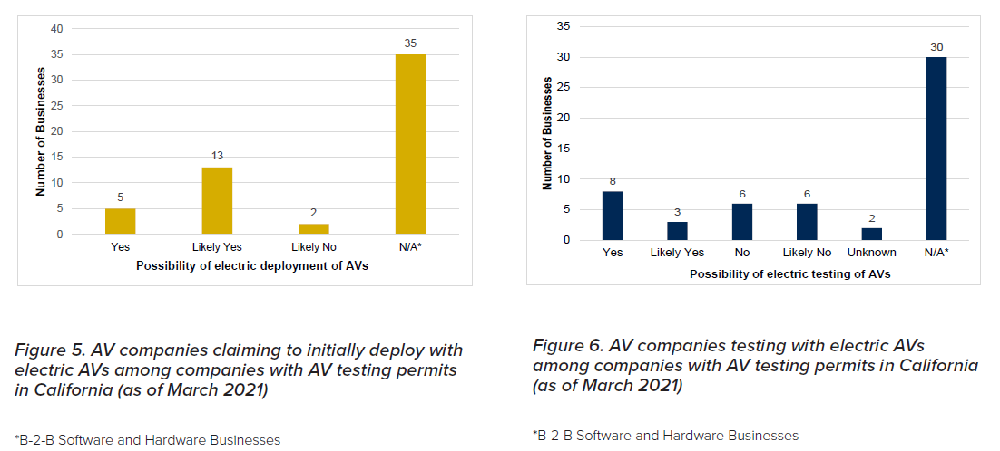 40
35
30
25
20
15
10
5
0
Number of Businesses
5
13
2
35
Yes
Likely Yes
Likely No
N/A*
Possibility of electric deployment of AVs
Figure 5. AV companies claiming to initially deploy with
electric AVs among companies with AV testing permits
in California (as of March 2021)
*B-2-B Software and Hardware Businesses
35
30
25
20
15
10
5
0
Number of Businesses
8
3
6
6
2
30
Yes
Likely Yes
No
Likely No
Unknown
N/A*
Possibility of electric testing of AVs
Figure 6. AV companies testing with electric AVs
among companies with AV testing permits in California
(as of March 2021)
*B-2-B Software and Hardware Businesses